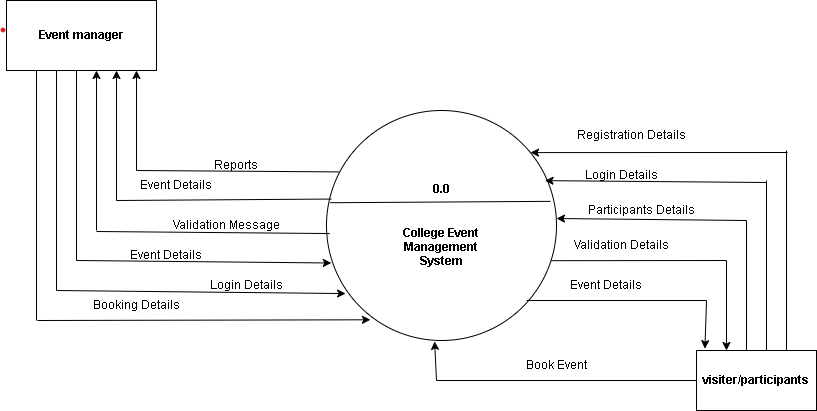 Event manager
Registration Details
Reports
Login Details
Event Details
0.0
Participants Details
Validation Message
College Event
Management
System
Validation Details
Event Details
Login Details
Event Details
Booking Details
Book Event
visiter/participants